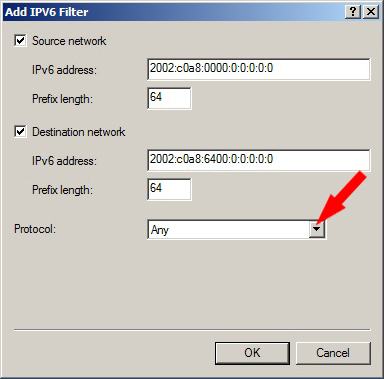 Add IPV6 Filter
Source network
IPv6 address: 2002:c0a8:0000:0:0:0:0:0
Prefix length: 64
Destination network
IPv6 address: 2002:c0a8:6400:0:0:0:0:0
Prefix length: 64
Protocol: Any
OK Cancel